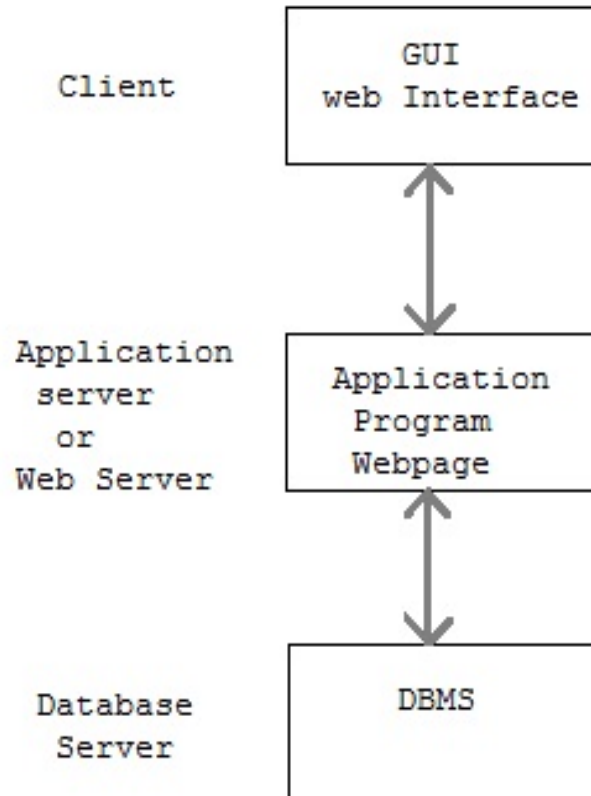 Client
GUI
web Interface
Application
server
or
Web Server
Application
Program
Webpage
Database
Server
DBMS